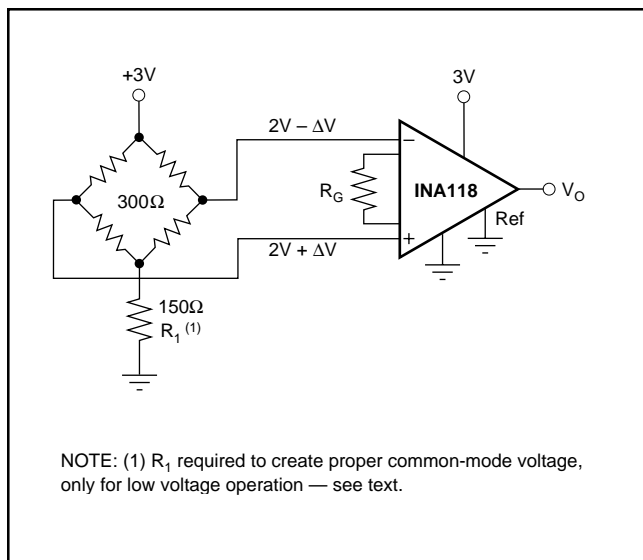 +3V
3V
2V – ΔV
–
300Ω
R_G
INA118
V_O
Ref
+
2V + ΔV
150Ω
R_1 (1)
NOTE: (1) R_1 required to create proper common-mode voltage,
only for low voltage operation — see text.